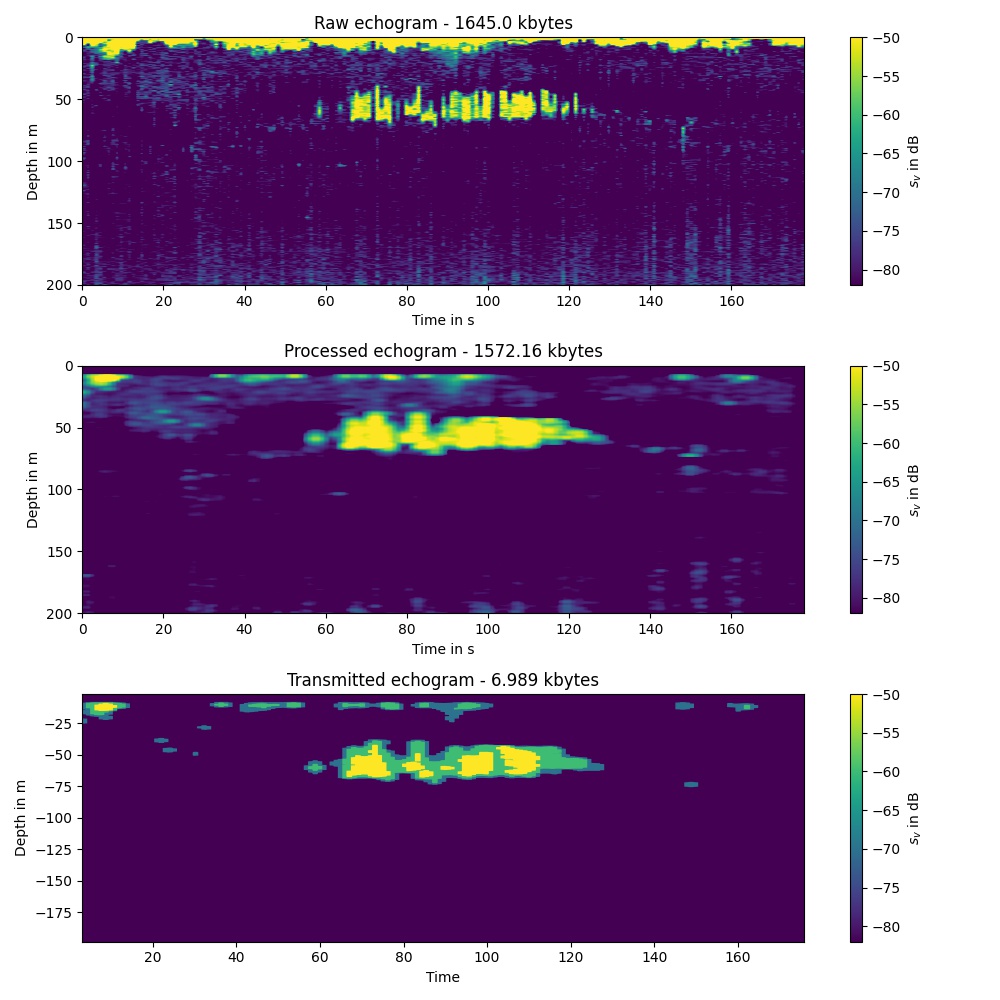 Raw echogram - 1645.0 kbytes
0
50
100
150
200
Depth in m
0 20 40 60 80 100 120 140 160
Time in s
−50
−55
−60
−65
−70
−75
−80
s_v in dB
Processed echogram - 1572.16 kbytes
0
50
100
150
200
Depth in m
0 20 40 60 80 100 120 140 160
Time in s
−50
−55
−60
−65
−70
−75
−80
s_v in dB
Transmitted echogram - 6.989 kbytes
−25
−50
−75
−100
−125
−150
−175
Depth in m
20 40 60 80 100 120 140 160
Time
−50
−55
−60
−65
−70
−75
−80
s_v in dB